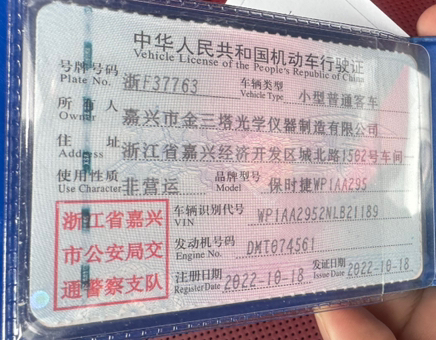 中华人民共和国机动车行驶证
Vehicle License of the People's Republic of China
号牌号码 浙F37763 车辆类型 小型普通客车
Plate No. Vehicle Type
所有人 嘉兴市金三塔光学仪器制造有限公司
Owner
住址 浙江省嘉兴经济开发区城北路1562号车间
Address
使用性质 非营运 品牌型号 保时捷WP1AA295
Use Character Model
浙江省嘉兴
市公安局交
通警察支队
车辆识别代号 WP1AA2952NLB21189
VIN
发动机号码 DMT074561
Engine No.
注册日期 2022-10-18 发证日期 2022-10-18
Register Date Issue Date